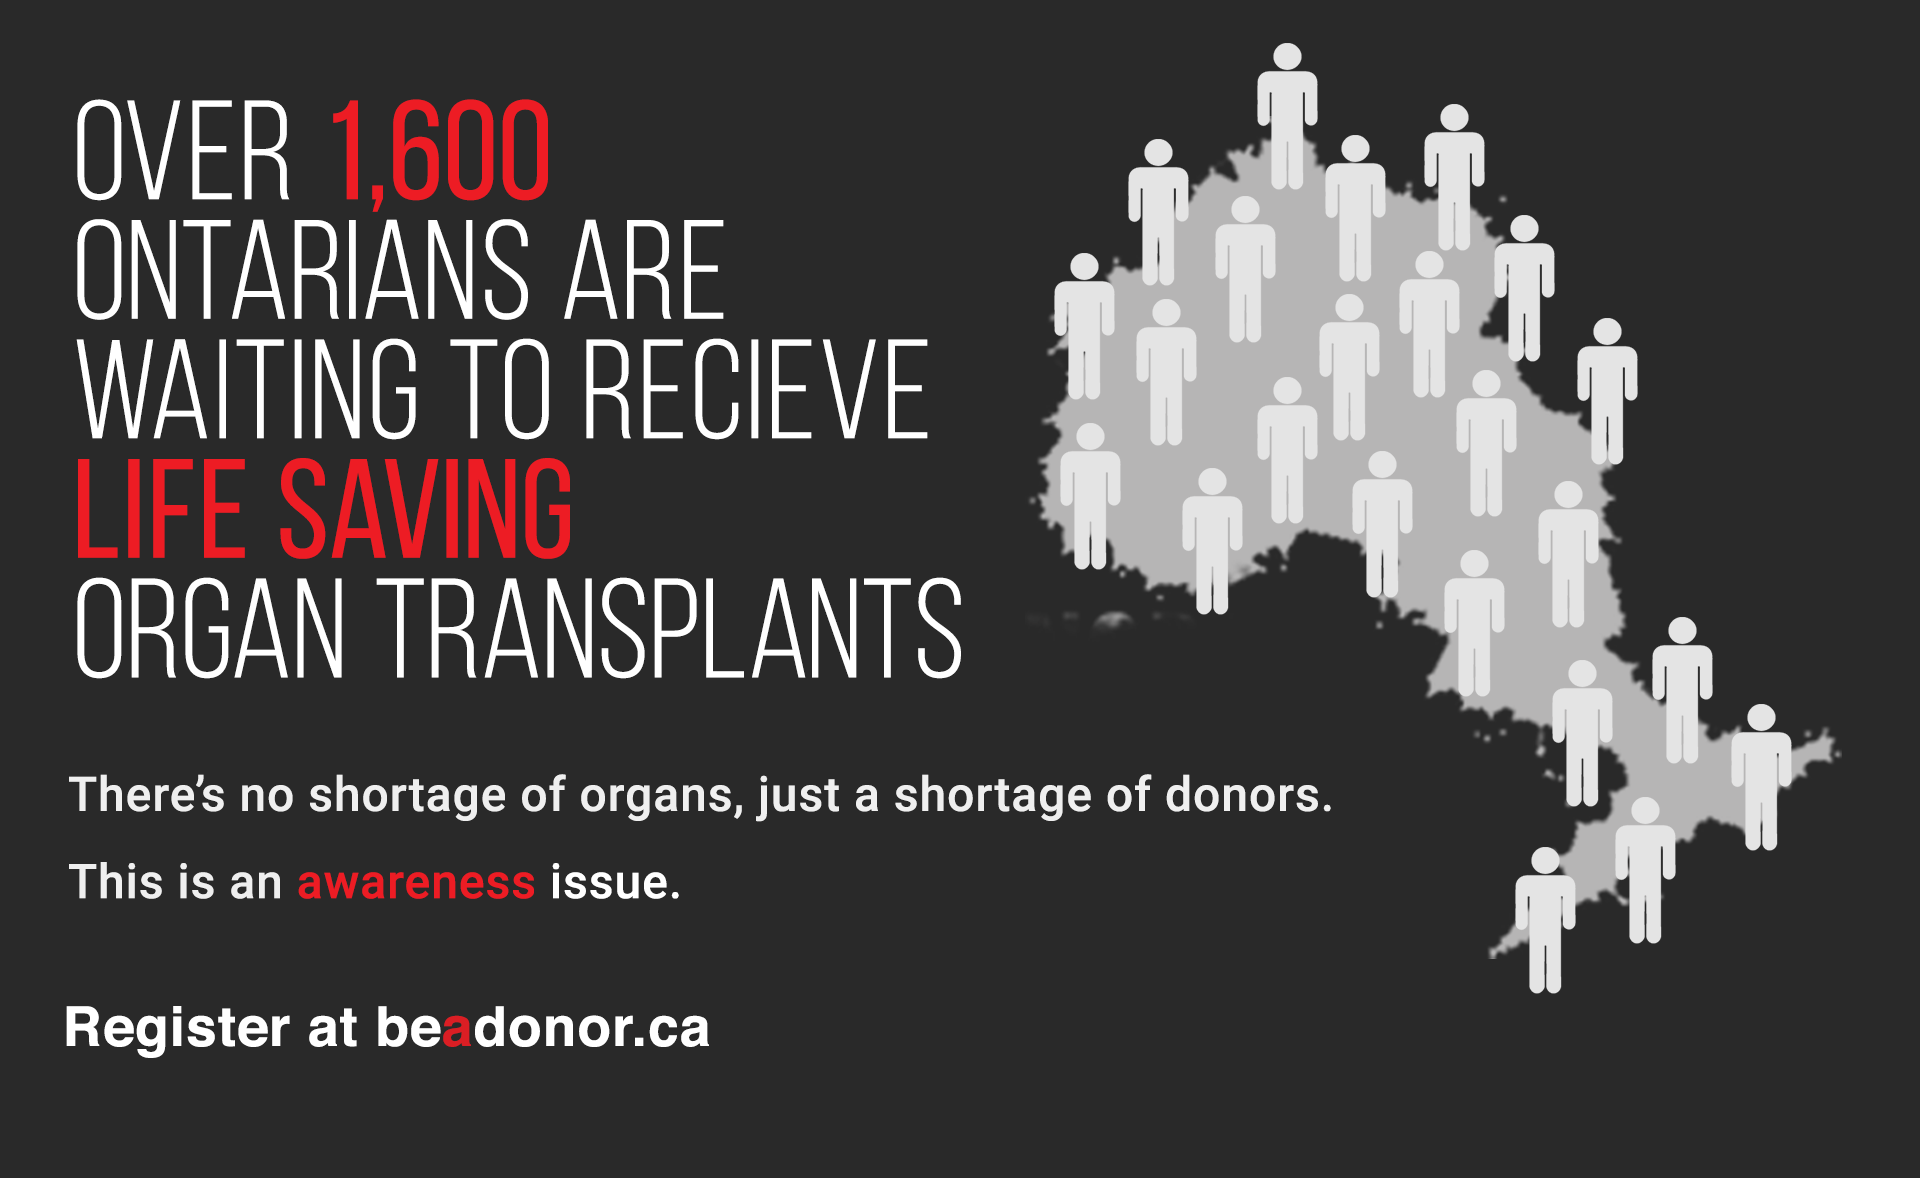 OVER 1,600
ONTARIANS ARE
WAITING TO RECIEVE
LIFE SAVING
ORGAN TRANSPLANTS
There’s no shortage of organs, just a shortage of donors.
This is an awareness issue.
Register at beadonor.ca